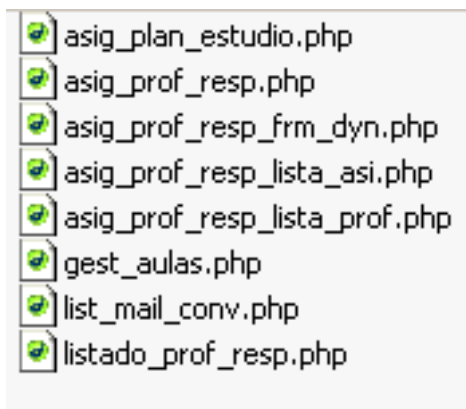 asig_plan_estudio.php
asig_prof_resp.php
asig_prof_resp_frm_dyn.php
asig_prof_resp_lista_asi.php
asig_prof_resp_lista_prof.php
gest_aulas.php
list_mail_conv.php
listado_prof_resp.php